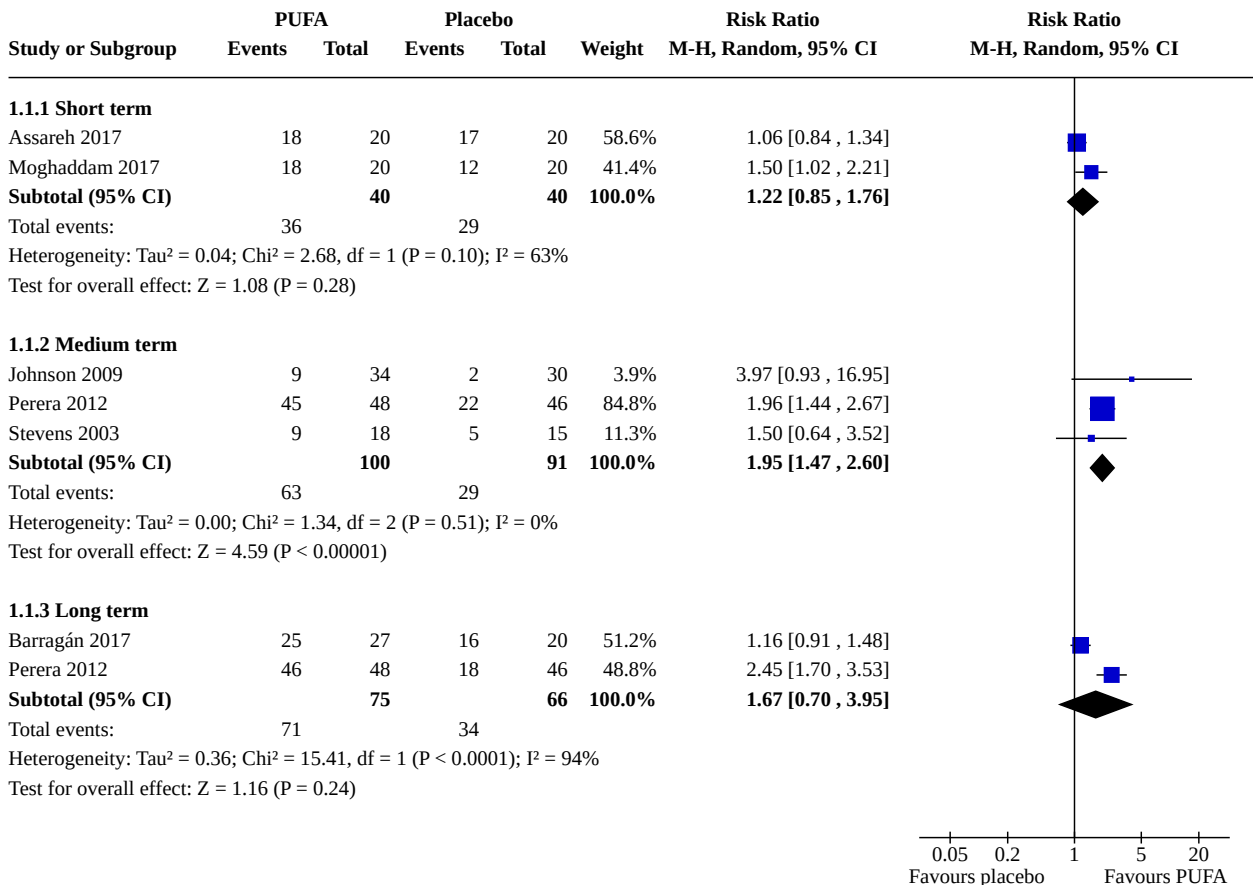 PUFA Placebo Risk Ratio Risk Ratio
Study or Subgroup Events Total Events Total Weight M-H, Random, 95% CI M-H, Random, 95% CI
1.1.1 Short term
Assareh 2017 18 20 17 20 58.6% 1.06 [0.84 , 1.34]
Moghaddam 2017 18 20 12 20 41.4% 1.50 [1.02 , 2.21]
Subtotal (95% CI) 40 40 100.0% 1.22 [0.85 , 1.76]
Total events: 36 29
Heterogeneity: Tau² = 0.04; Chi² = 2.68, df = 1 (P = 0.10); I² = 63%
Test for overall effect: Z = 1.08 (P = 0.28)
1.1.2 Medium term
Johnson 2009 9 34 2 30 3.9% 3.97 [0.93 , 16.95]
Perera 2012 45 48 22 46 84.8% 1.96 [1.44 , 2.67]
Stevens 2003 9 18 5 15 11.3% 1.50 [0.64 , 3.52]
Subtotal (95% CI) 100 91 100.0% 1.95 [1.47 , 2.60]
Total events: 63 29
Heterogeneity: Tau² = 0.00; Chi² = 1.34, df = 2 (P = 0.51); I² = 0%
Test for overall effect: Z = 4.59 (P < 0.00001)
1.1.3 Long term
Barragán 2017 25 27 16 20 51.2% 1.16 [0.91 , 1.48]
Perera 2012 46 48 18 46 48.8% 2.45 [1.70 , 3.53]
Subtotal (95% CI) 75 66 100.0% 1.67 [0.70 , 3.95]
Total events: 71 34
Heterogeneity: Tau² = 0.36; Chi² = 15.41, df = 1 (P < 0.0001); I² = 94%
Test for overall effect: Z = 1.16 (P = 0.24)
0.05 0.2 1 5 20
Favours placebo Favours PUFA